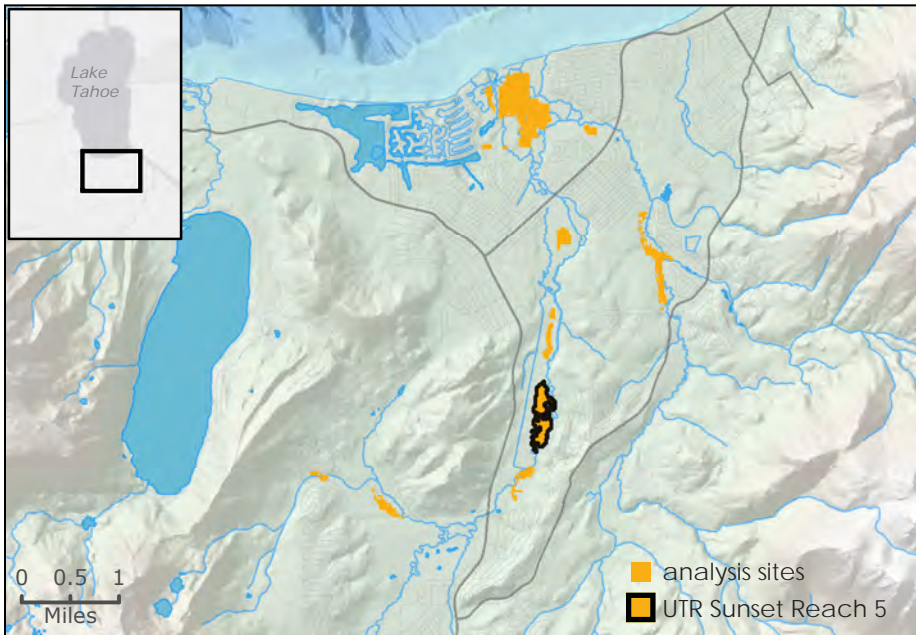 Lake
Tahoe
0 0.5 1
Miles
analysis sites
UTR Sunset Reach 5